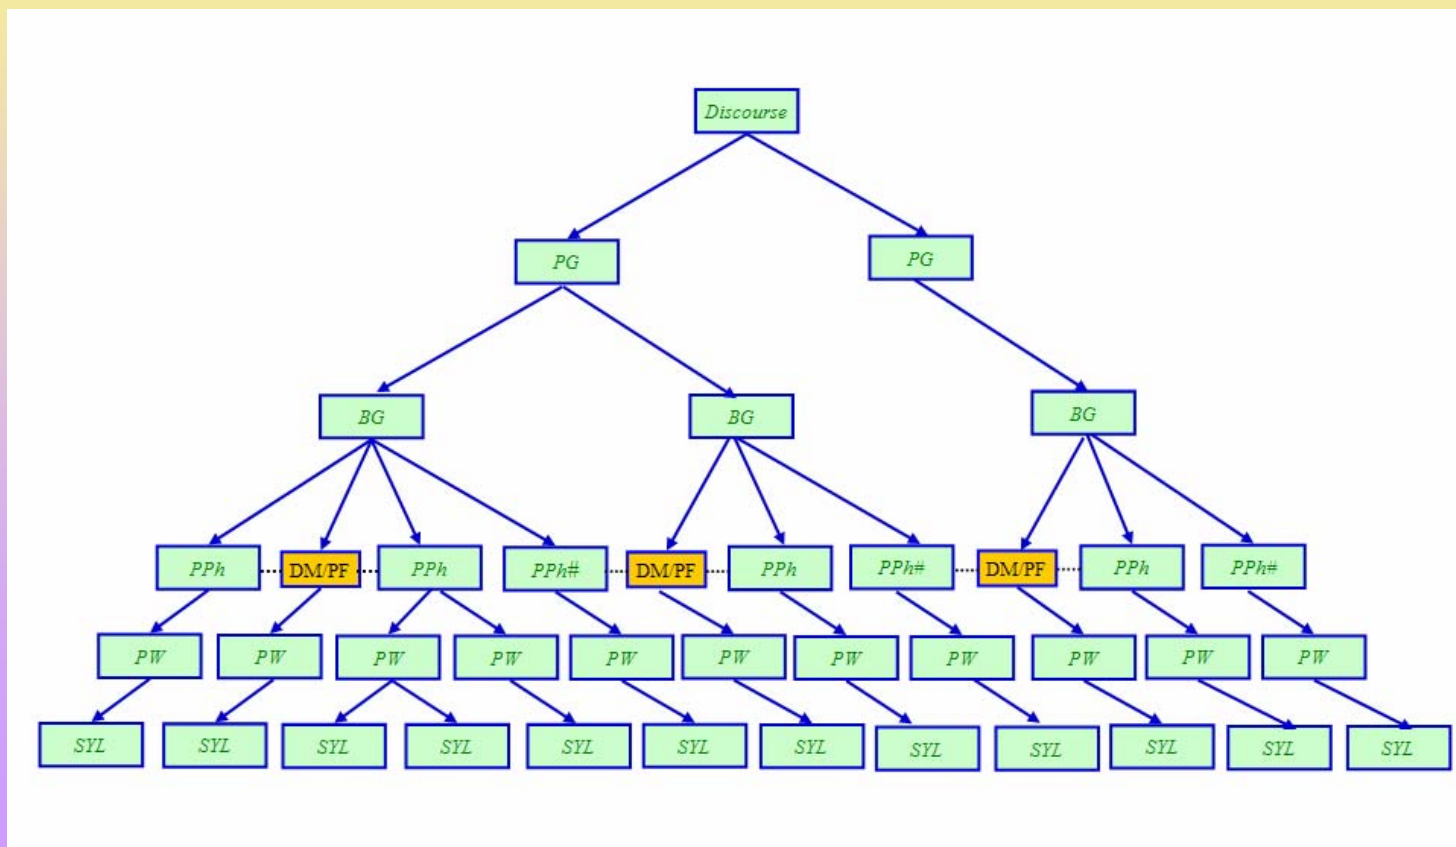 Discourse
PG PG
BG BG BG
PPh DM/PF PPh PPh# DM/PF PPh PPh# DM/PF PPh PPh#
PW PW PW PW PW PW PW PW PW PW PW
SYL SYL SYL SYL SYL SYL SYL SYL SYL SYL SYL SYL